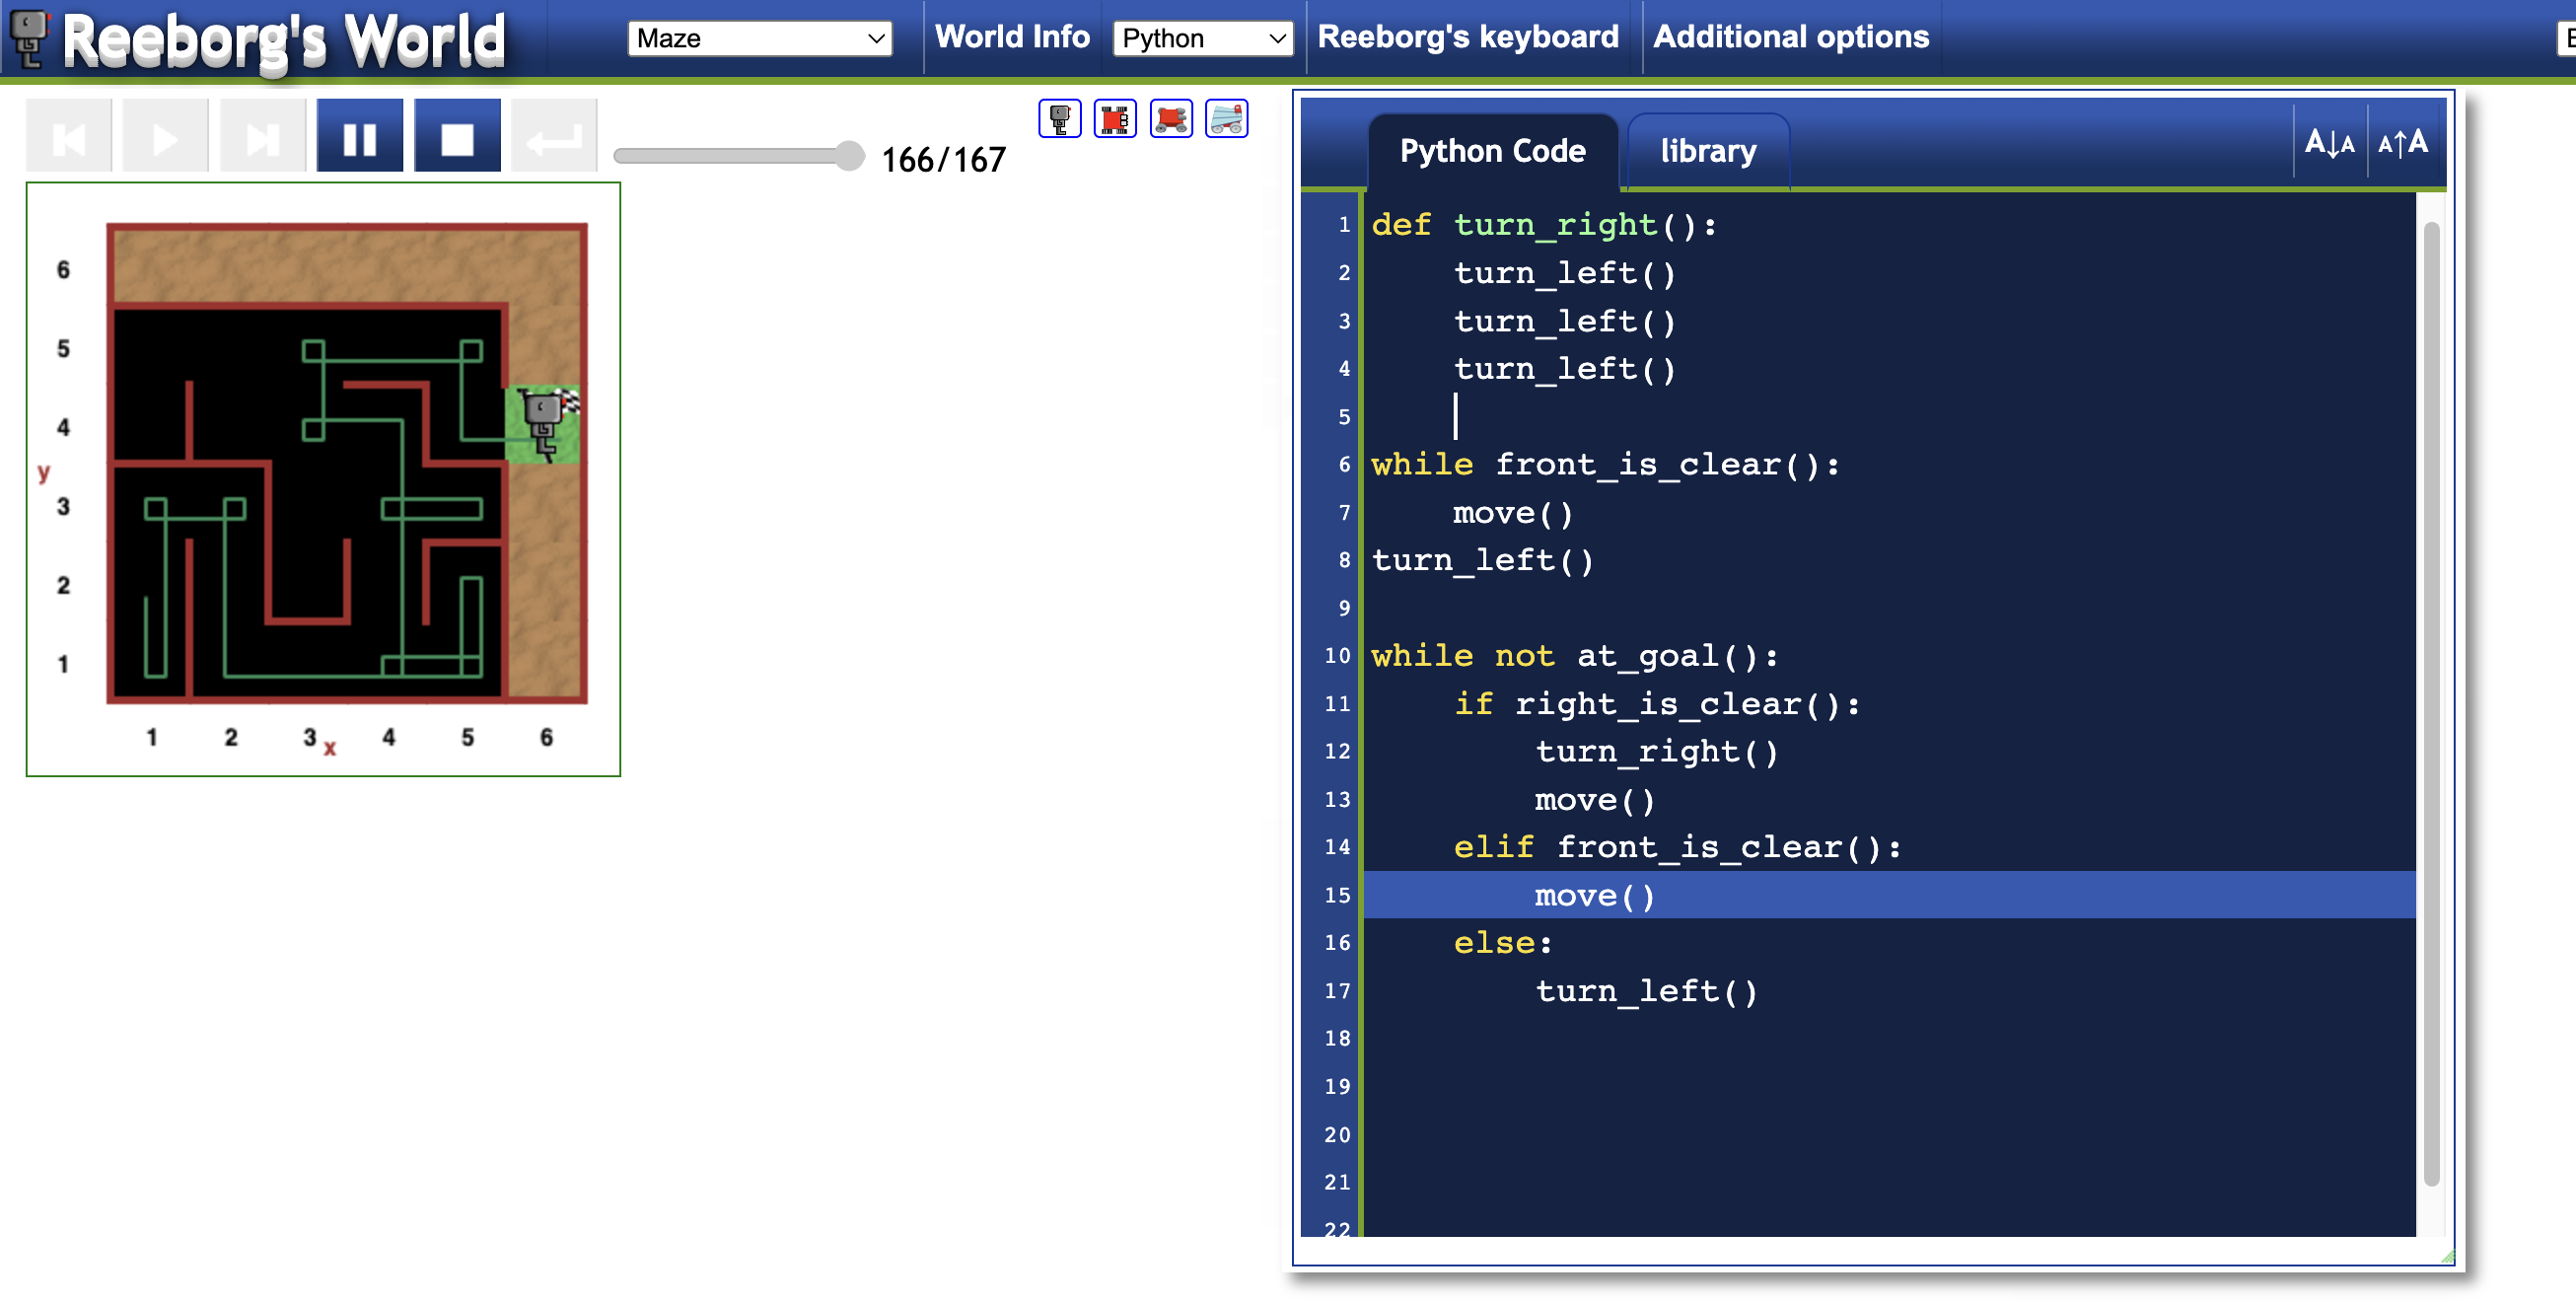 Reeborg's World
Maze
World Info
Python
Reeborg's keyboard
Additional options
166/167
Python Code
library
A↓A
A↑A
1 def turn_right():
2     turn_left()
3     turn_left()
4     turn_left()
5
6 while front_is_clear():
7     move()
8 turn_left()
9
10 while not at_goal():
11     if right_is_clear():
12         turn_right()
13         move()
14     elif front_is_clear():
15         move()
16     else:
17         turn_left()
18
19
20
21
22
6
5
4
y
3
2
1
1 2 3 x 4 5 6